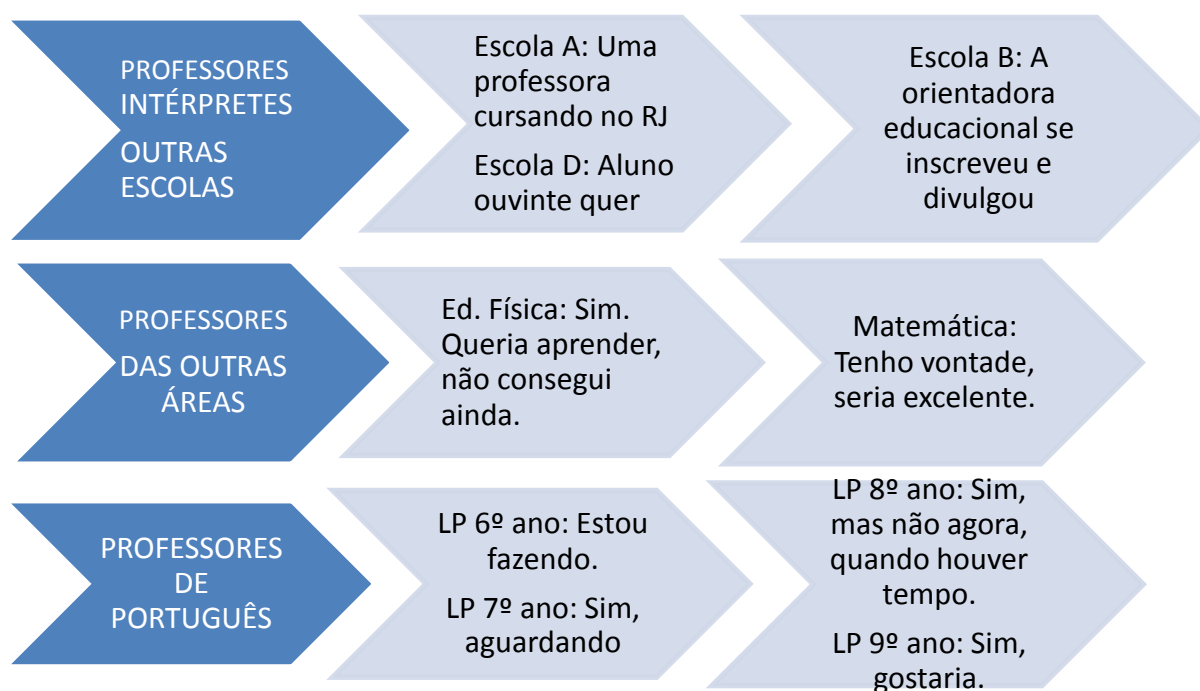 PROFESSORES
INTÉRPRETES
OUTRAS
ESCOLAS
Escola A: Uma
professora
cursando no RJ
Escola D: Aluno
ouvinte quer
Escola B: A
orientadora
educacional se
inscreveu e
divulgou
PROFESSORES
DAS OUTRAS
ÁREAS
Ed. Física: Sim.
Queria aprender,
não consegui
ainda.
Matemática:
Tenho vontade,
seria excelente.
PROFESSORES
DE
PORTUGUÊS
LP 6º ano: Estou
fazendo.
LP 7º ano: Sim,
aguardando
LP 8º ano: Sim,
mas não agora,
quando houver
tempo.
LP 9º ano: Sim,
gostaria.